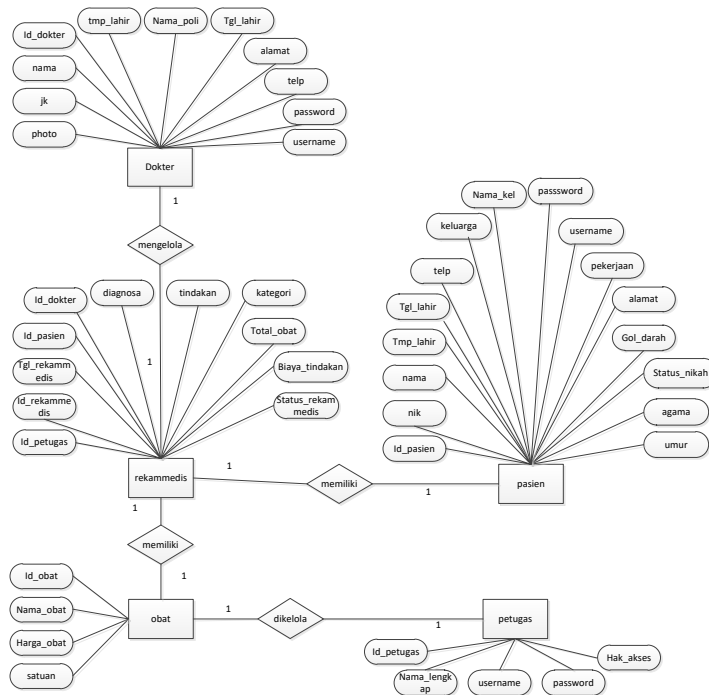 tmp_lahir
Nama_poli
Tgl_lahir
Id_dokter
alamat
nama
telp
jk
password
photo
username
Dokter
1
mengelola
Nama_kel
passsword
keluarga
username
telp
pekerjaan
Tgl_lahir
alamat
Tmp_lahir
Gol_darah
nama
Status_nikah
nik
agama
Id_pasien
umur
Id_dokter
diagnosa
tindakan
kategori
Id_pasien
Total_obat
Tgl_rekamm
edis
1
Biaya_tindakan
Id_rekamme
dis
Status_rekam
medis
Id_petugas
rekammedis
1
memiliki
1
pasien
1
memiliki
1
Id_obat
Nama_obat
Harga_obat
satuan
obat
1
dikelola
1
petugas
Id_petugas
Hak_akses
Nama_lengk
ap
username
password